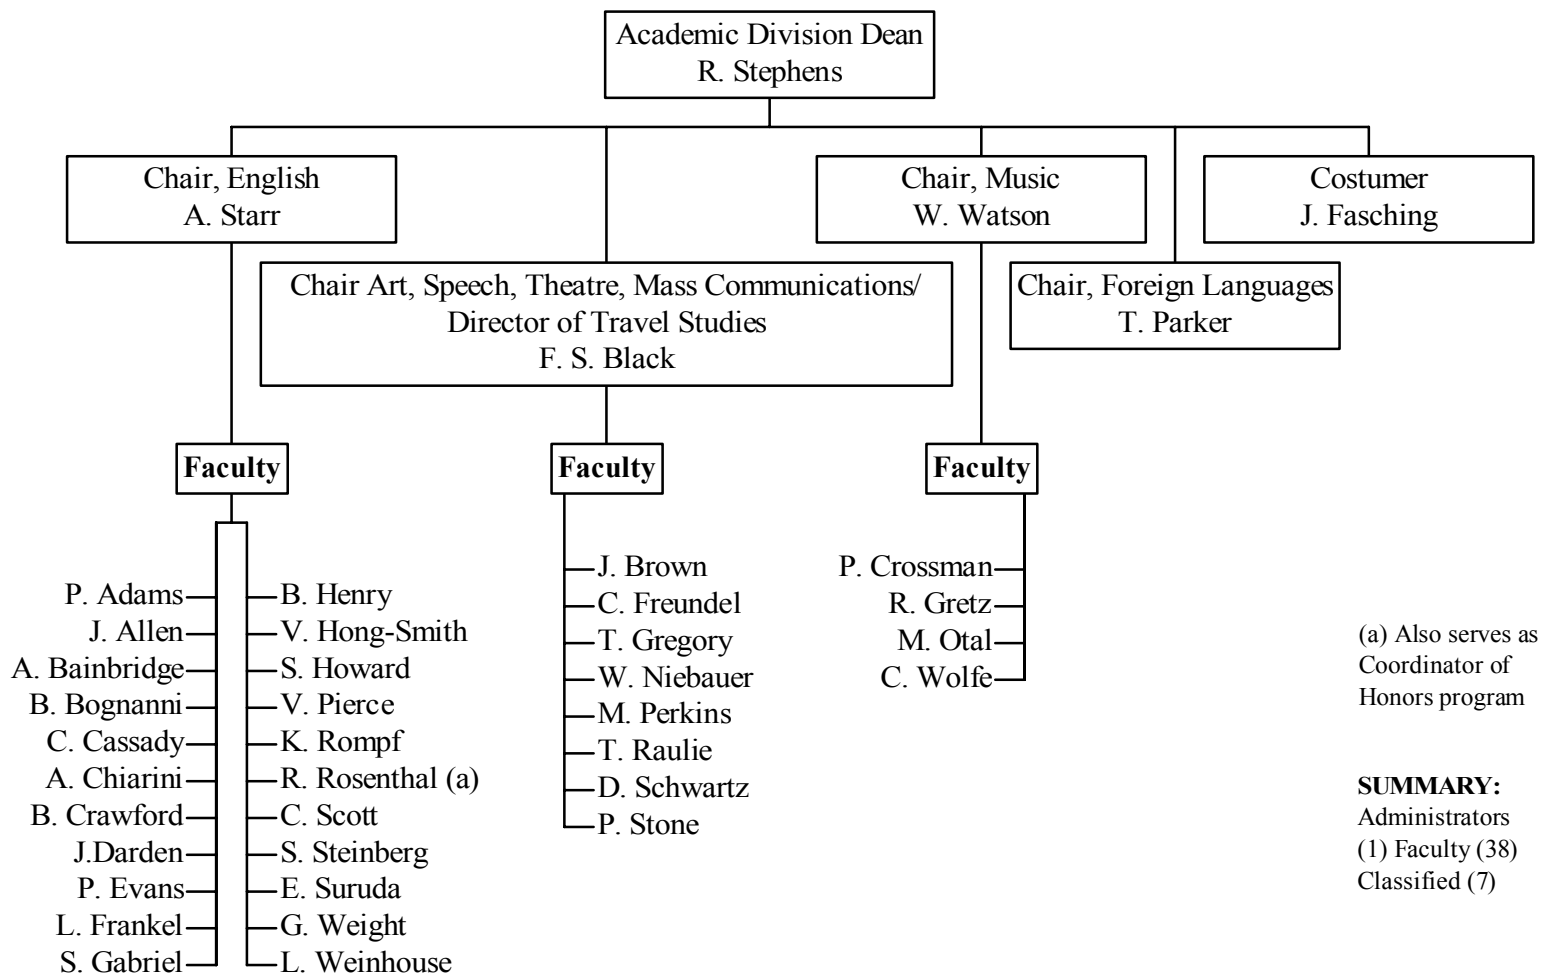 Academic Division Dean
R. Stephens
Chair, English
A. Starr
Chair, Music
W. Watson
Costumer
J. Fasching
Chair Art, Speech, Theatre, Mass Communications/
Director of Travel Studies
F. S. Black
Chair, Foreign Languages
T. Parker
Faculty
P. Adams
J. Allen
A. Bainbridge
B. Bognanni
C. Cassady
A. Chiarini
B. Crawford
J.Darden
P. Evans
L. Frankel
S. Gabriel
B. Henry
V. Hong-Smith
S. Howard
V. Pierce
K. Rompf
R. Rosenthal (a)
C. Scott
S. Steinberg
E. Suruda
G. Weight
L. Weinhouse
Faculty
J. Brown
C. Freundel
T. Gregory
W. Niebauer
M. Perkins
T. Raulie
D. Schwartz
P. Stone
Faculty
P. Crossman
R. Gretz
M. Otal
C. Wolfe
(a) Also serves as
Coordinator of
Honors program
SUMMARY:
Administrators
(1) Faculty (38)
Classified (7)